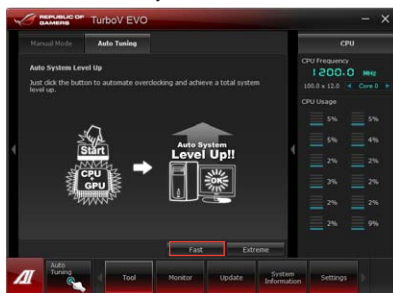 REPUBLIC OF
GAMERS
TurboV EVO
Manual Mode
Auto Tuning
Auto System Level Up
Just click the button to automate overclocking and achieve a total system
level up.
Start
CPU
+
GPU
Auto System
Level Up!!
OK
Fast
Extreme
CPU
CPU Frequency
1200.0 MHz
100.0 x 12.0
Core 0
CPU Usage
5% 5%
5% 4%
2% 2%
3% 2%
2% 2%
2% 9%
Auto
Tuning
Tool
Monitor
Update
System
Information
Settings